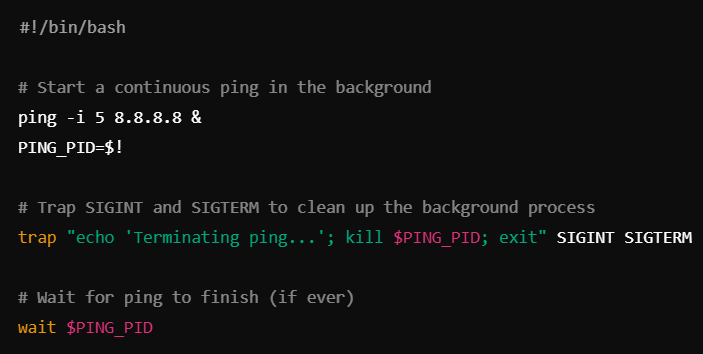 #!/bin/bash
# Start a continuous ping in the background
ping -i 5 8.8.8.8 &
PING_PID=$!
# Trap SIGINT and SIGTERM to clean up the background process
trap "echo 'Terminating ping...'; kill $PING_PID; exit" SIGINT SIGTERM
# Wait for ping to finish (if ever)
wait $PING_PID